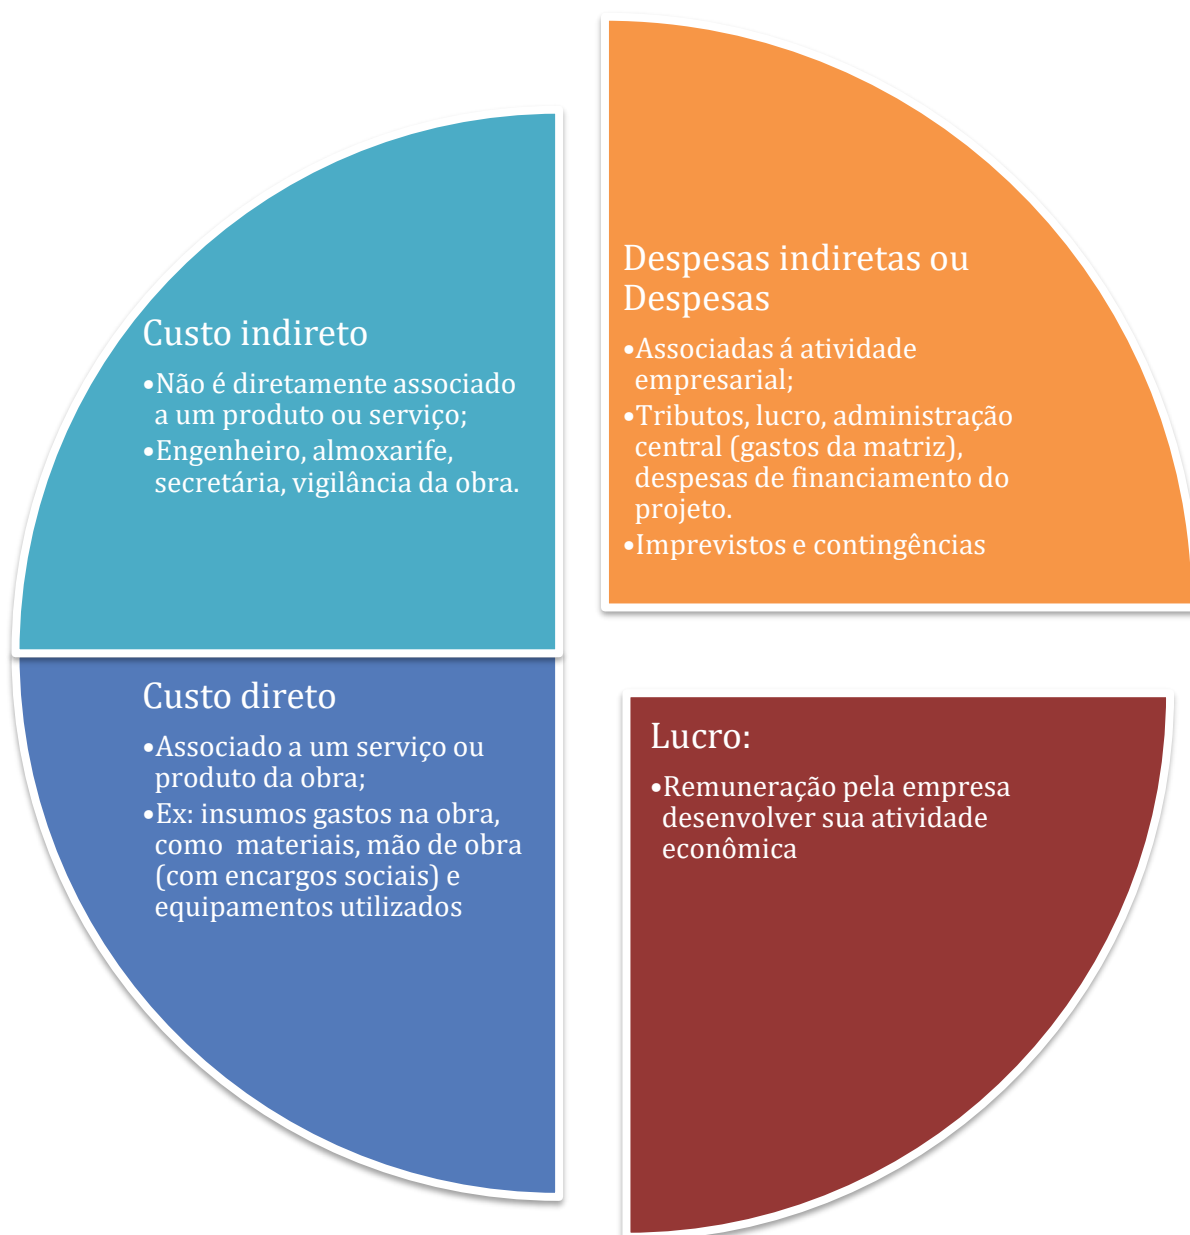 Custo indireto
•Não é diretamente associado
a um produto ou serviço;
•Engenheiro, almoxarife,
secretária, vigilância da obra.
Despesas indiretas ou
Despesas
•Associadas á atividade
empresarial;
•Tributos, lucro, administração
central (gastos da matriz),
despesas de financiamento do
projeto.
•Imprevistos e contingências
Custo direto
•Associado a um serviço ou
produto da obra;
•Ex: insumos gastos na obra,
como  materiais, mão de obra
(com encargos sociais) e
equipamentos utilizados
Lucro:
•Remuneração pela empresa
desenvolver sua atividade
econômica